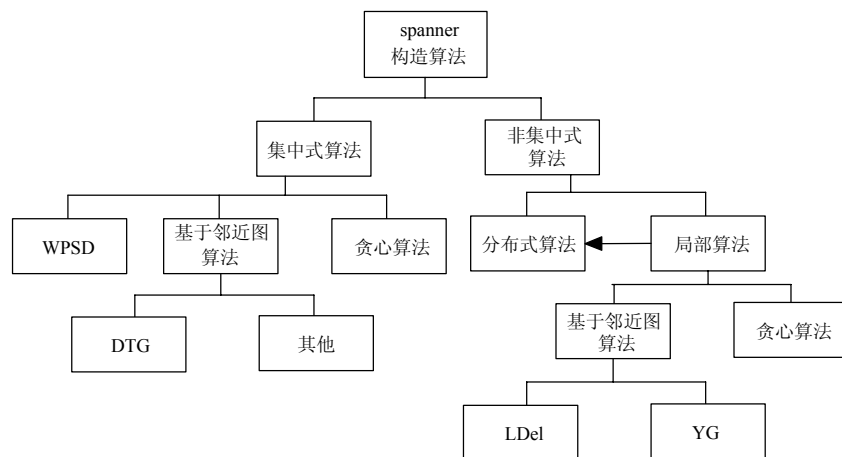 spanner
构造算法
集中式算法
非集中式
算法
WPSD
基于邻近图
算法
贪心算法
分布式算法
局部算法
DTG
其他
基于邻近图
算法
贪心算法
LDel
YG